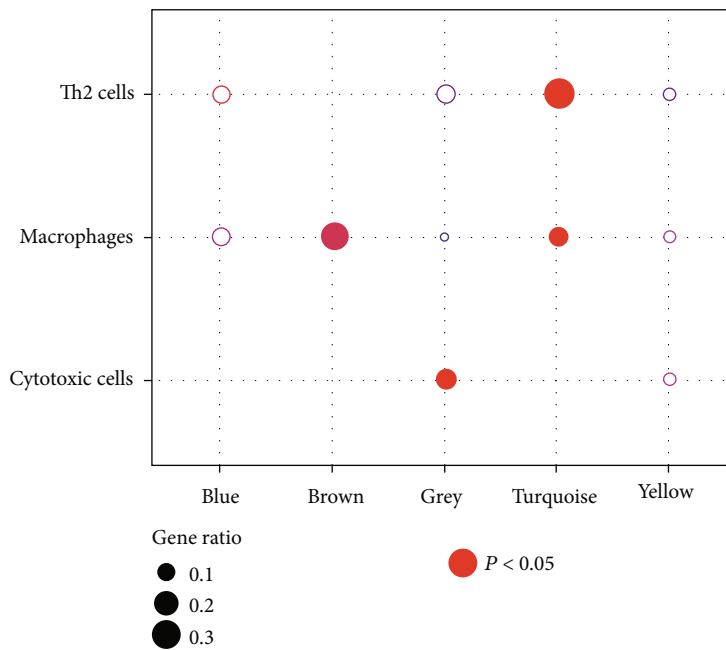 Th2 cells
Macrophages
Cytotoxic cells
Blue Brown Grey Turquoise Yellow
Gene ratio
0.1
0.2
0.3
P < 0.05